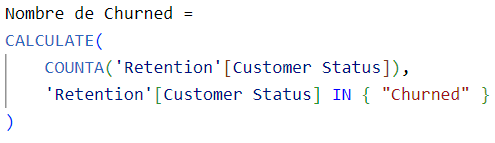 Nombre de Churned =
CALCULATE(
COUNTA('Retention'[Customer Status]),
'Retention'[Customer Status] IN { "Churned" }
)